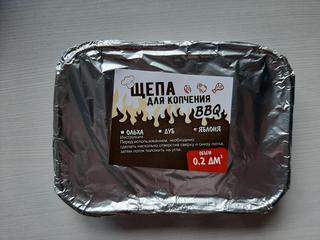 ЩЕПА
ДЛЯ КОПЧЕНИЯ
BBQ
• ОЛЬХА • ДУБ • ЯБЛОНЯ
Инструкция:
Перед использованием, необходимо
сделать несколько отверстий сверху и снизу лотка,
затем лоток положить на угли.
ОБЪЕМ
0.2 ДМ³